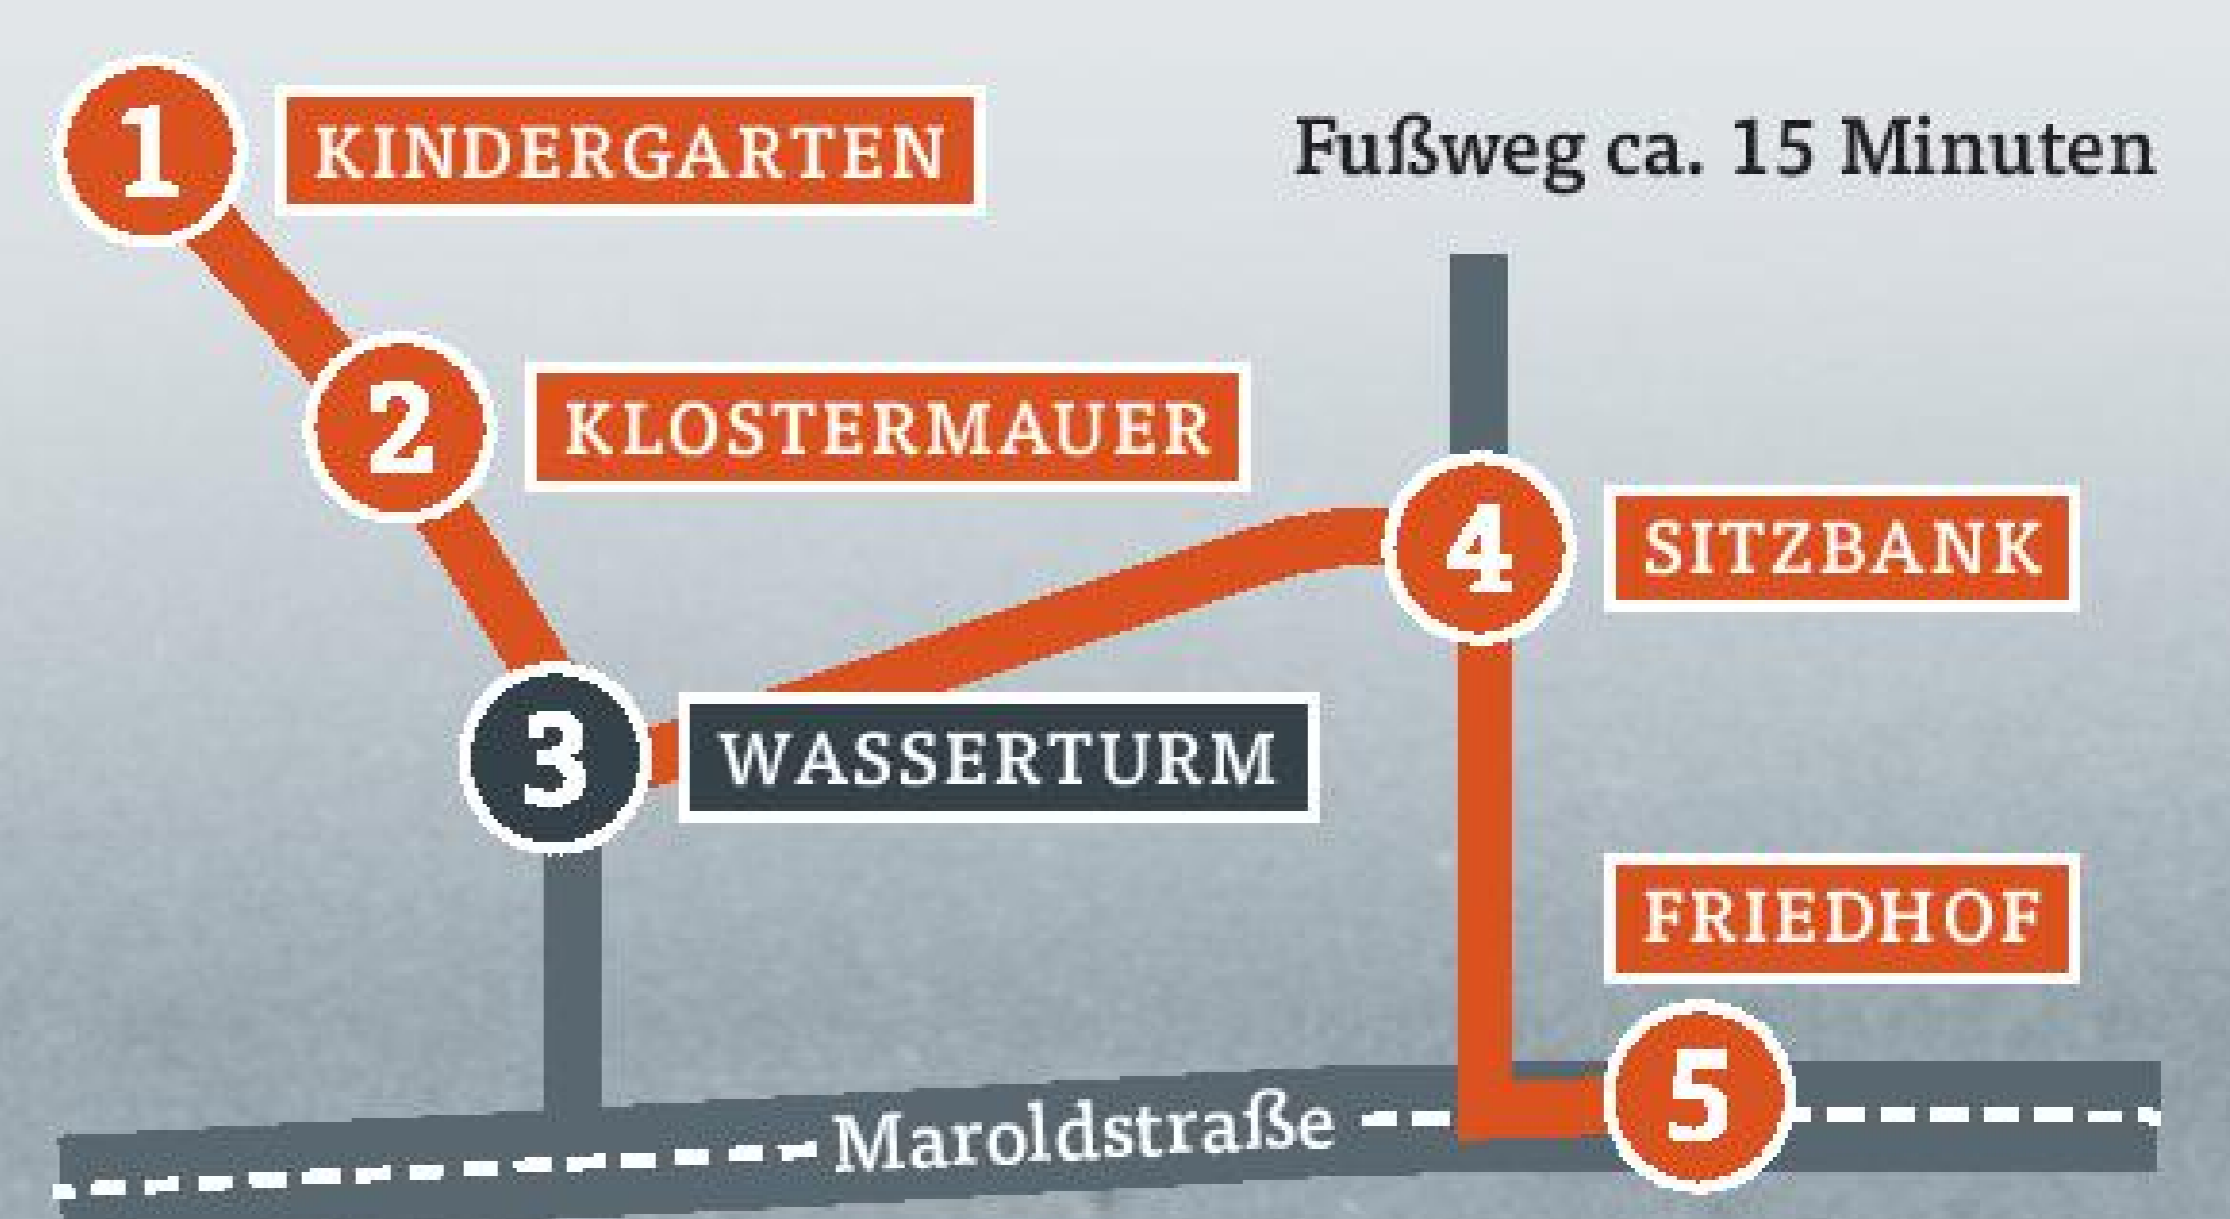 1 KINDERGARTEN
Fußweg ca. 15 Minuten
2 KLOSTERMAUER
4 SITZBANK
3 WASSERTURM
FRIEDHOF
5
Maroldstraße